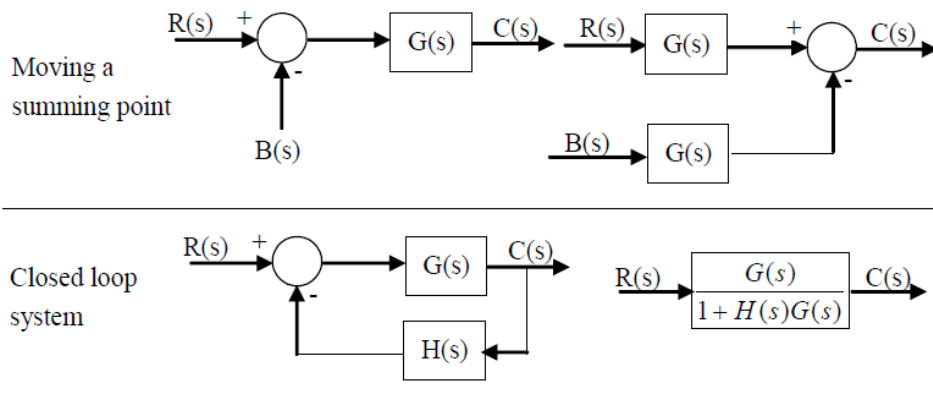 R(s) + G(s) C(s) R(s) G(s) + C(s)
Moving a
summing point
-
-
B(s)
B(s) G(s)
R(s) + G(s) C(s)
-
H(s)
Closed loop
system
R(s) G(s) C(s)
1 + H(s)G(s)